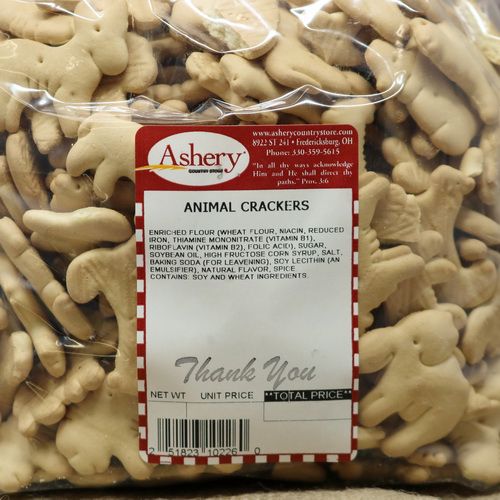 www.asherycountrystore.com
8922 ST 241 • Fredericksburg, OH
Phone: 330-359-5615
"In all thy ways acknowledge
Him and He shall direct thy
paths." Prov. 3:6
Ashery
COUNTRY STORE
ANIMAL CRACKERS
ENRICHED FLOUR (WHEAT FLOUR, NIACIN, REDUCED
IRON, THIAMINE MONONITRATE (VITAMIN B1),
RIBOFLAVIN (VITAMIN B2), FOLIC ACID), SUGAR,
SOYBEAN OIL, HIGH FRUCTOSE CORN SYRUP, SALT,
BAKING SODA (FOR LEAVENING), SOY LECITHIN (AN
EMULSIFIER), NATURAL FLAVOR, SPICE
CONTAINS: SOY AND WHEAT INGREDIENTS.
Thank You
NET WT UNIT PRICE **TOTAL PRICE**
2 51823 10226 0